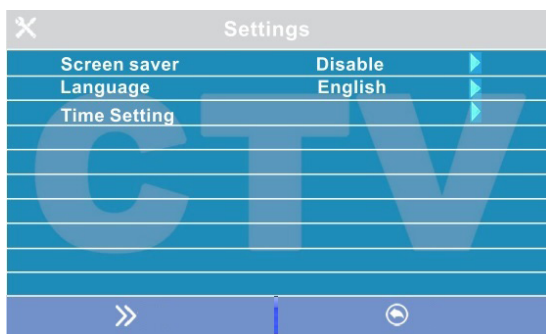 Settings
Screen saver Disable
Language English
Time Setting
CTV